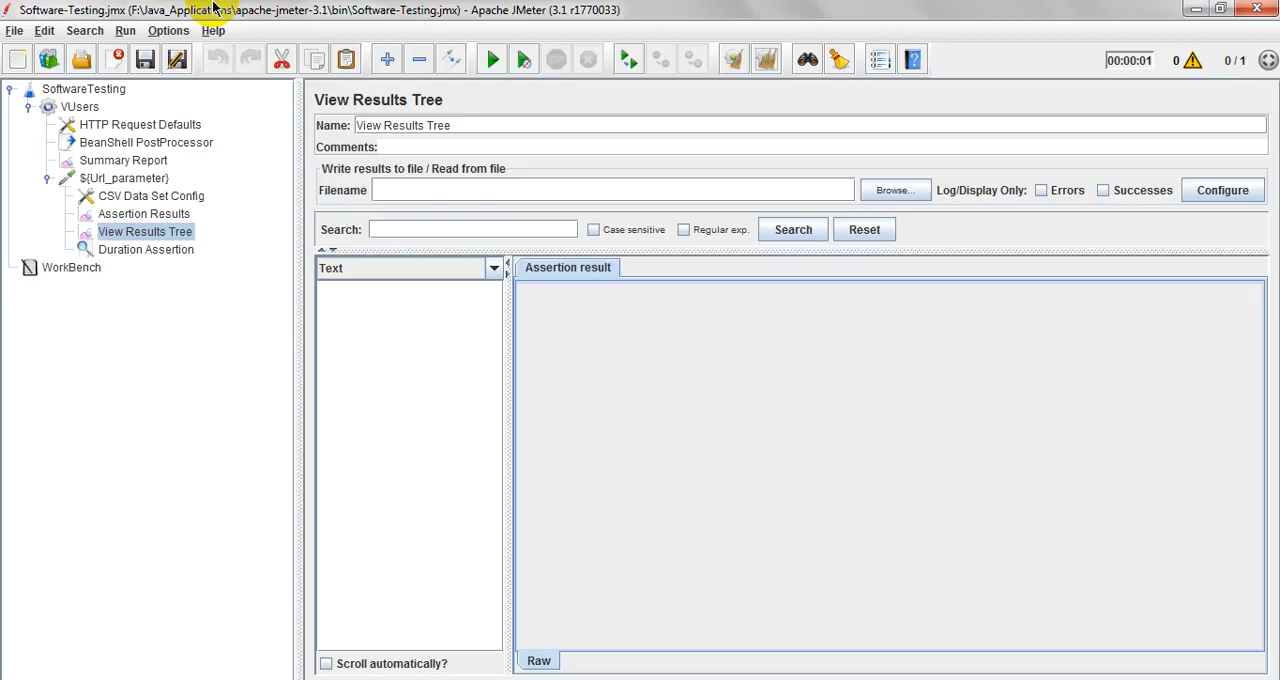 Software-Testing.jmx (F:\Java_Applications\apache-jmeter-3.1\bin\Software-Testing.jmx) - Apache JMeter (3.1 r1770033)
File Edit Search Run Options Help
00:00:01 0 0 / 1
SoftwareTesting
VUsers
HTTP Request Defaults
BeanShell PostProcessor
Summary Report
${Url_parameter}
CSV Data Set Config
Assertion Results
View Results Tree
Duration Assertion
WorkBench
View Results Tree
Name: View Results Tree
Comments:
Write results to file / Read from file
Filename Browse... Log/Display Only: Errors Successes Configure
Search: Case sensitive Regular exp. Search Reset
Text
Assertion result
Scroll automatically?
Raw